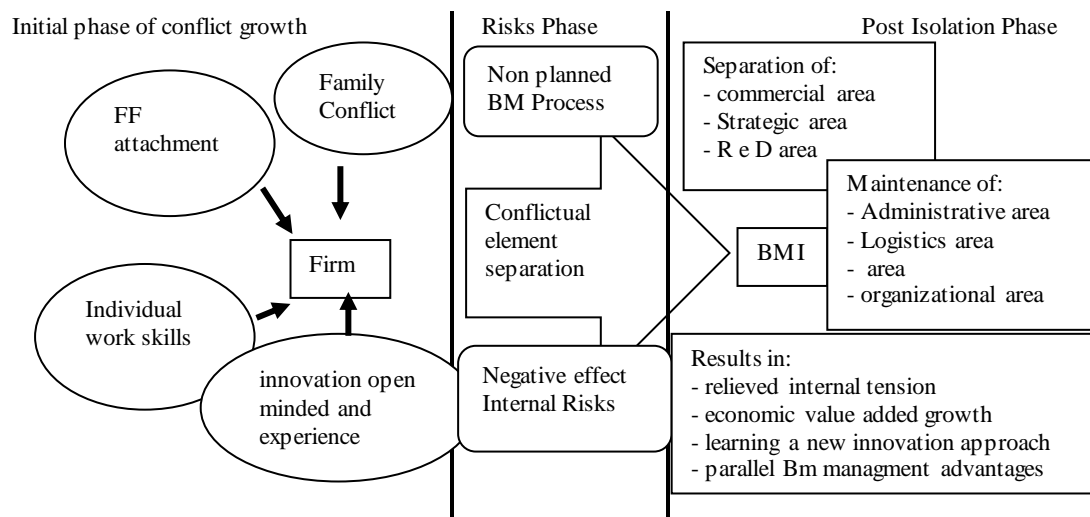 Initial phase of conflict growth
Risks Phase
Post Isolation Phase
FF
attachment
Family
Conflict
Firm
Individual
work skills
innovation open
minded and
experience
Non planned
BM Process
Conflictual
element
separation
Negative effect
Internal Risks
Separation of:
- commercial area
- Strategic area
- R e D area
Maintenance of:
- Administrative area
- Logistics area
- area
- organizational area
BMI
Results in:
- relieved internal tension
- economic value added growth
- learning a new innovation approach
- parallel Bm managment advantages